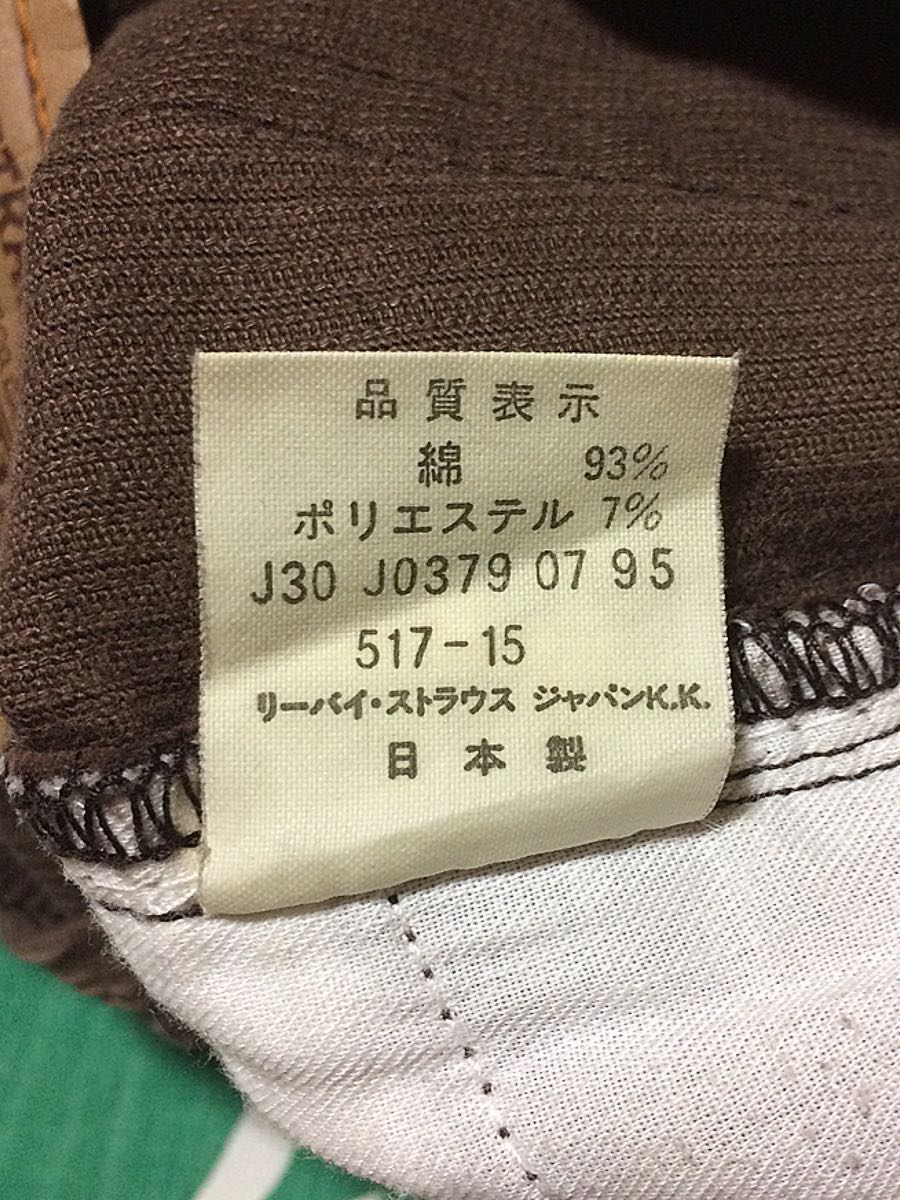 品質表示
綿 93%
ポリエステル 7%
J30 J0379 07 95
517-15
リーバイ・ストラウス ジャパンK.K.
日本製